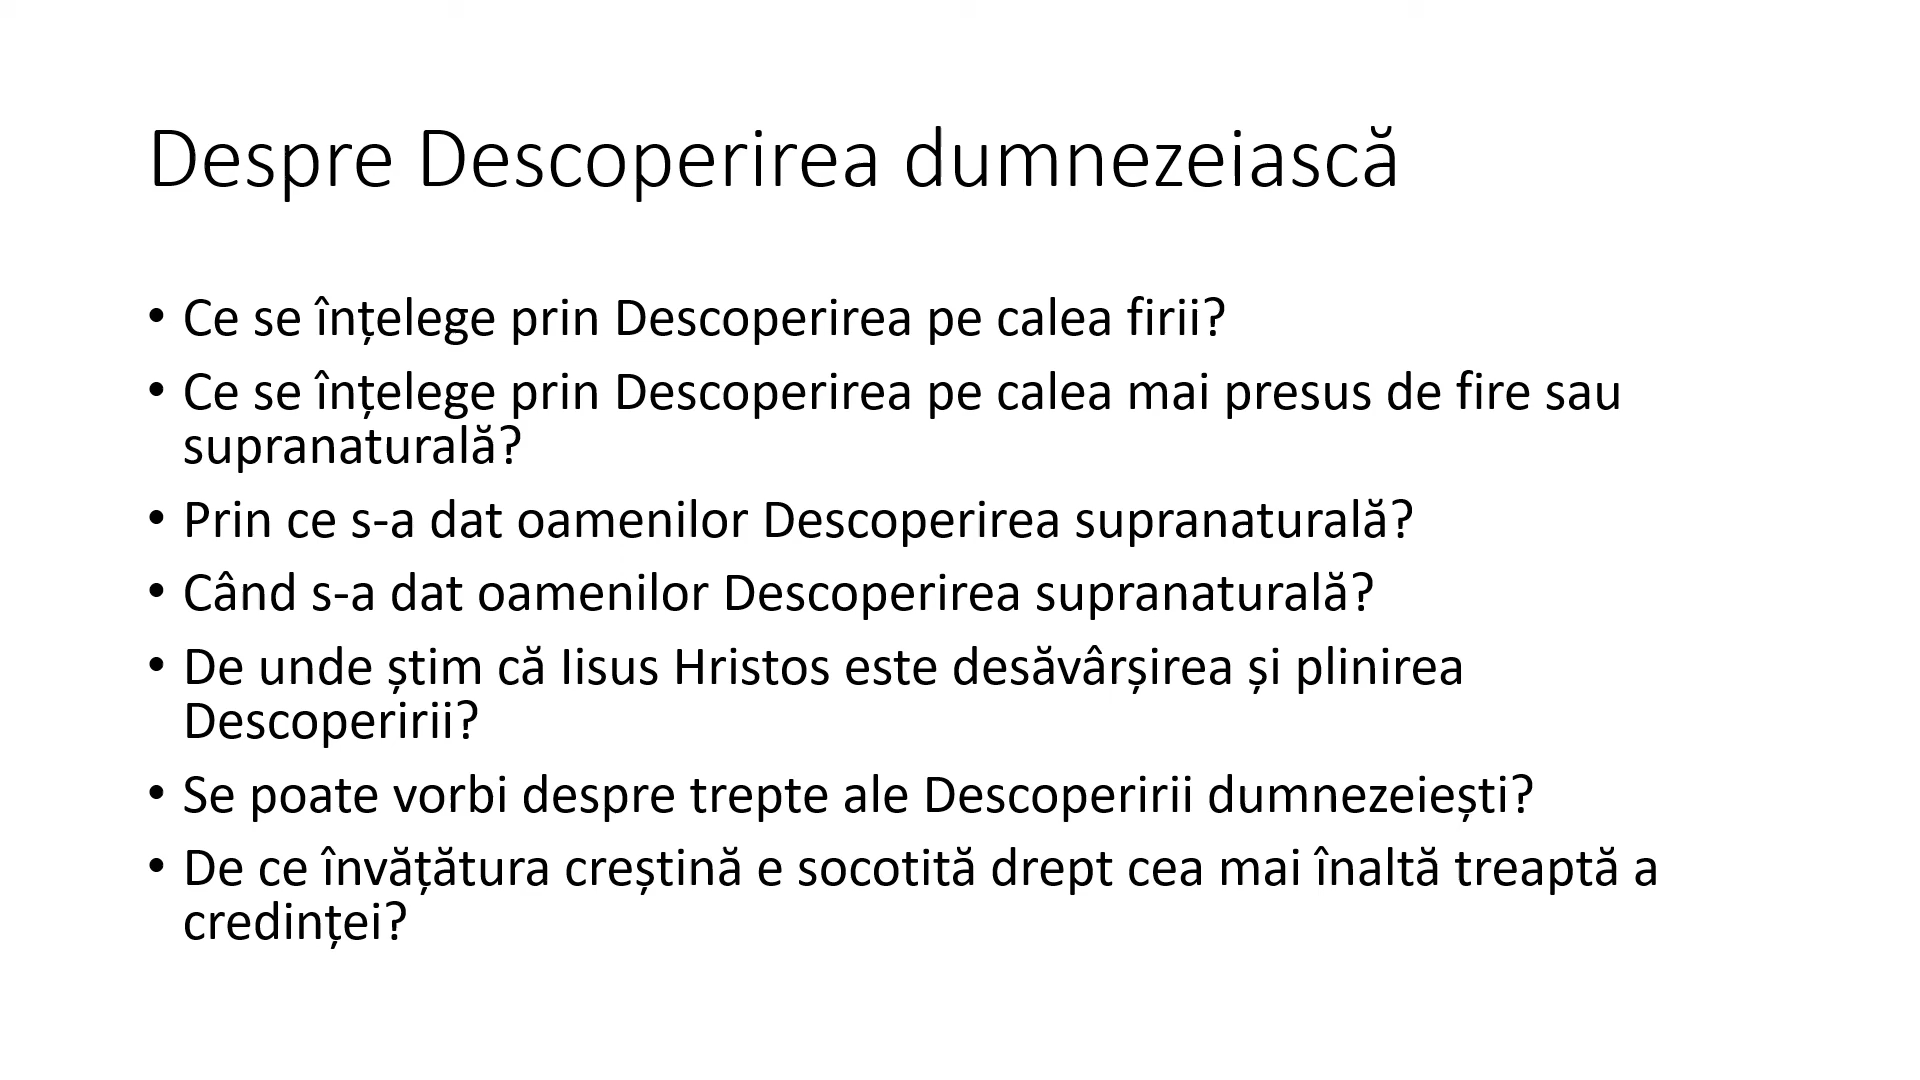 Despre Descoperirea dumnezeiască
• Ce se înțelege prin Descoperirea pe calea firii?
• Ce se înțelege prin Descoperirea pe calea mai presus de fire sau
supranaturală?
• Prin ce s-a dat oamenilor Descoperirea supranaturală?
• Când s-a dat oamenilor Descoperirea supranaturală?
• De unde știm că Iisus Hristos este desăvârșirea și plinirea
Descoperirii?
• Se poate vorbi despre trepte ale Descoperirii dumnezeiești?
• De ce învățătura creștină e socotită drept cea mai înaltă treaptă a
credinței?